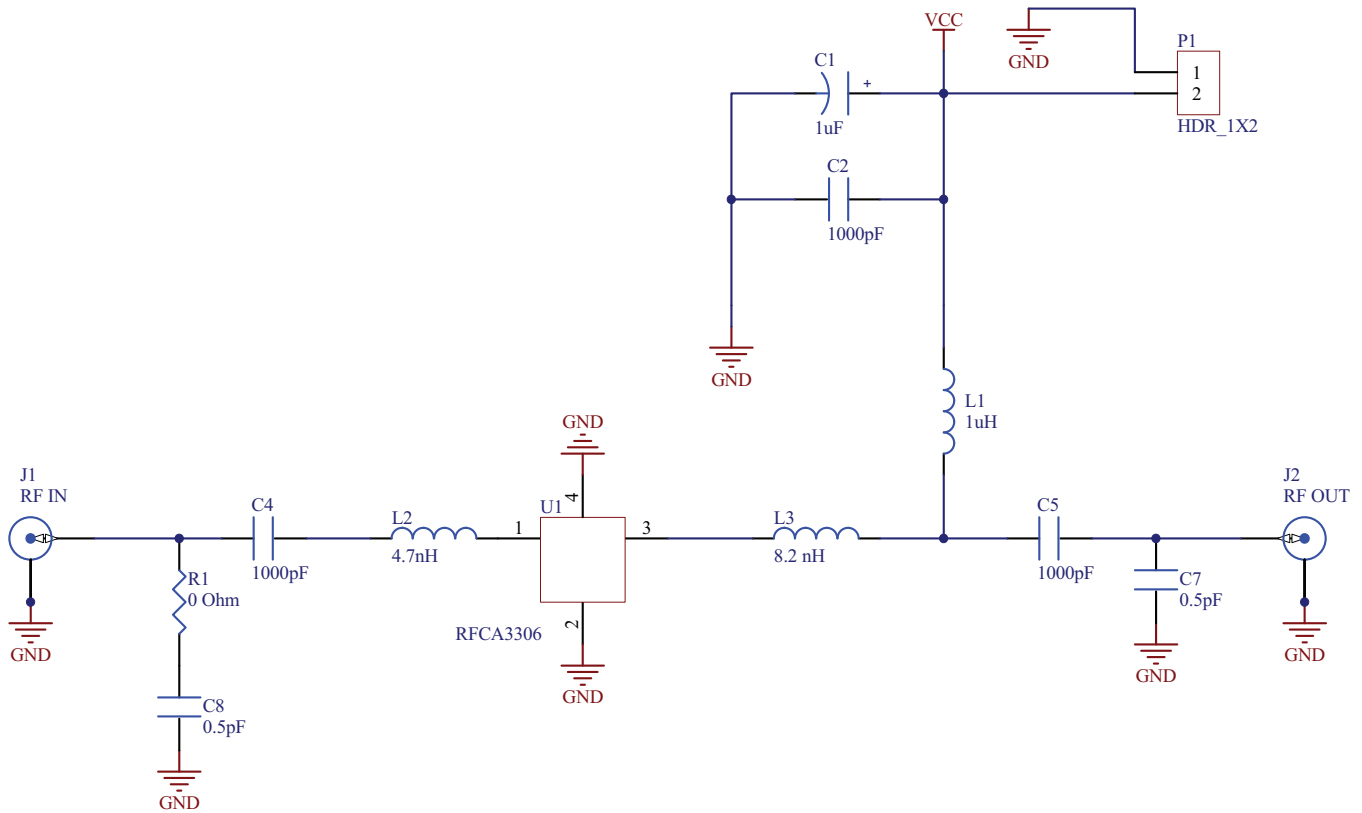 VCC
GND
P1
1
2
HDR_1X2
C1
+
1uF
C2
1000pF
GND
L1
1uH
GND
J1
RF IN
GND
R1
0 Ohm
C8
0.5pF
GND
C4
1000pF
L2
4.7nH
U1
1
4
3
2
RFCA3306
GND
L3
8.2 nH
C5
1000pF
C7
0.5pF
GND
J2
RF OUT
GND